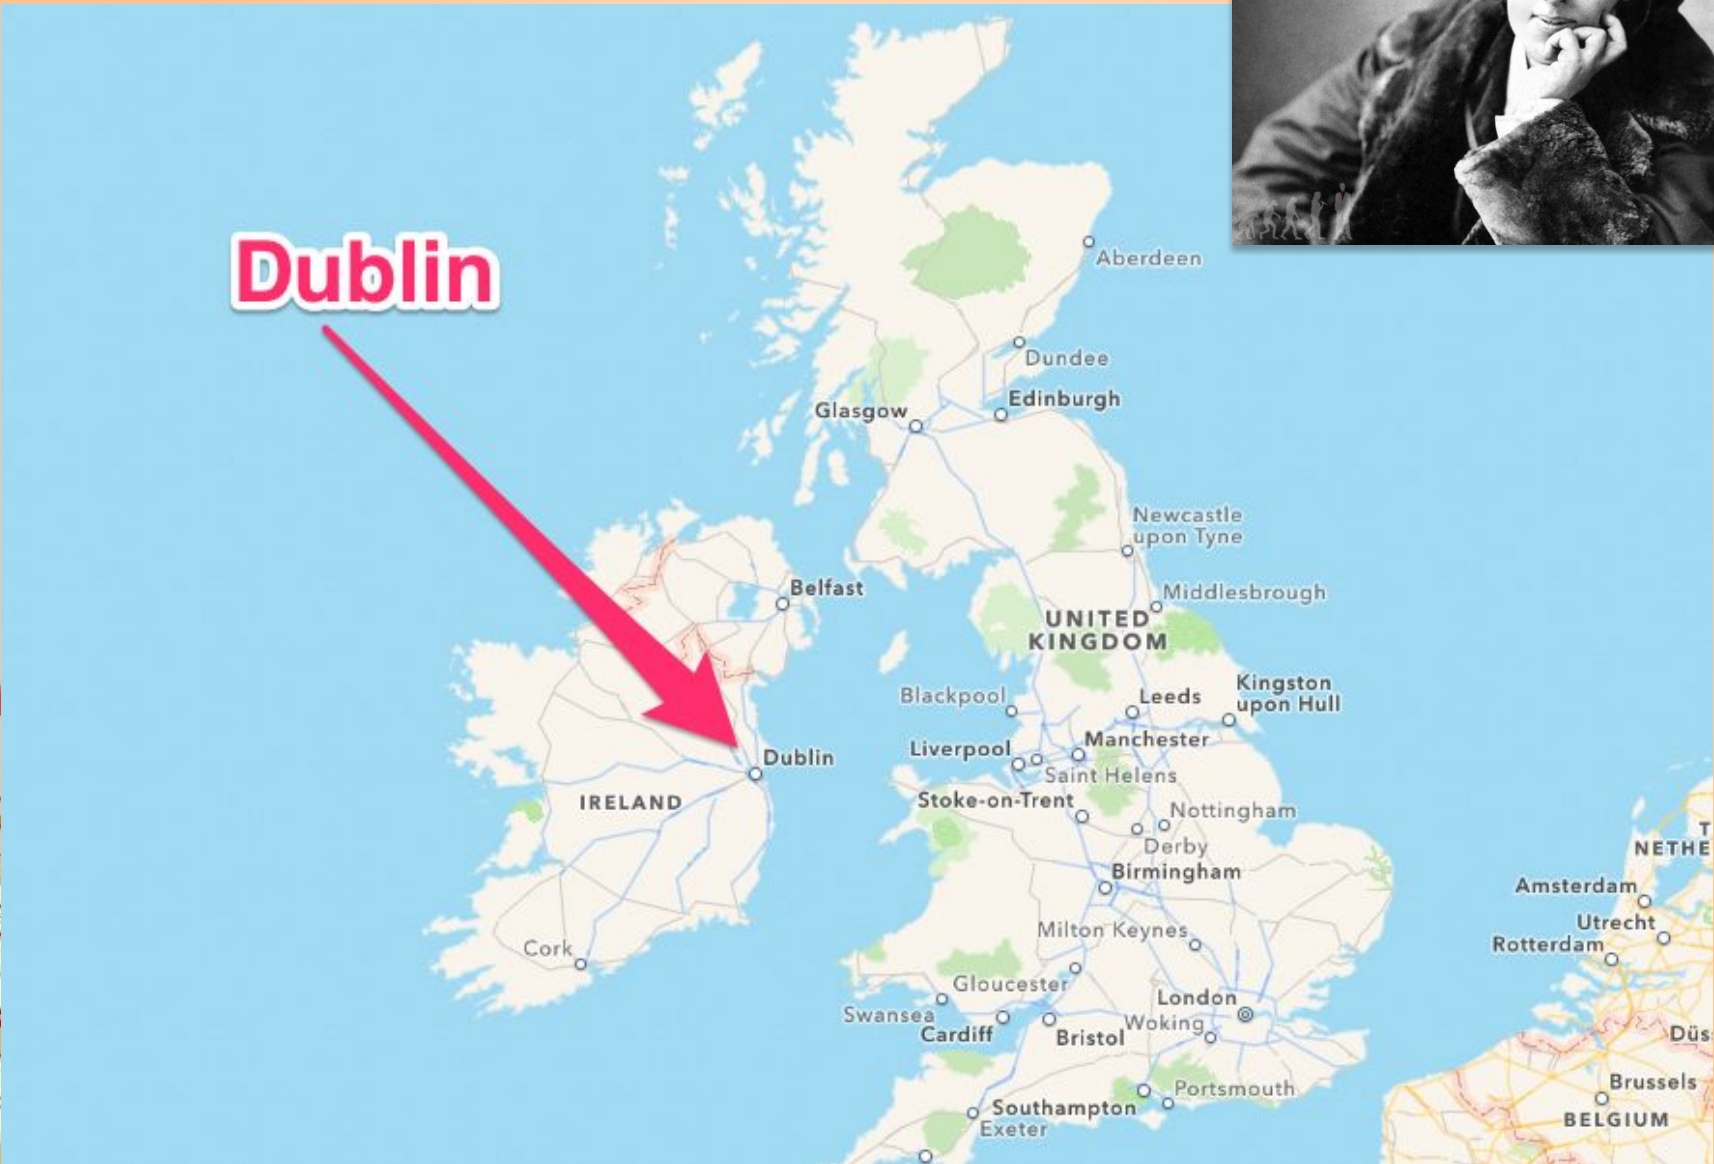 Dublin
Aberdeen
Dundee
Edinburgh
Glasgow
Newcastle
upon Tyne
Belfast
Middlesbrough
UNITED
KINGDOM
Kingston
upon Hull
Blackpool
Leeds
Liverpool
Manchester
Dublin
Saint Helens
IRELAND
Stoke-on-Trent
Nottingham
Derby
T
NETHE
Birmingham
Amsterdam
Utrecht
Milton Keynes
Rotterdam
Cork
Gloucester
London
Swansea
Woking
Cardiff
Bristol
Düs
Brussels
Portsmouth
Southampton
BELGIUM
Exeter